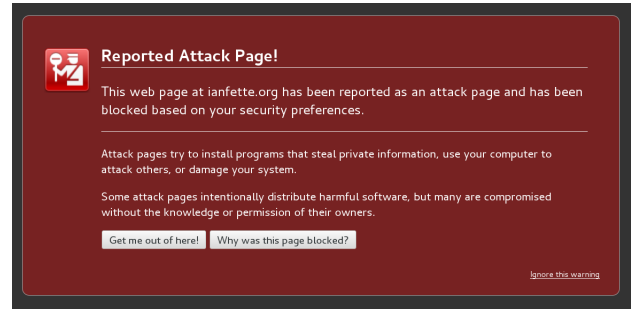 Reported Attack Page!
This web page at ianfette.org has been reported as an attack page and has been
blocked based on your security preferences.
Attack pages try to install programs that steal private information, use your computer to
attack others, or damage your system.
Some attack pages intentionally distribute harmful software, but many are compromised
without the knowledge or permission of their owners.
Get me out of here! Why was this page blocked?
Ignore this warning